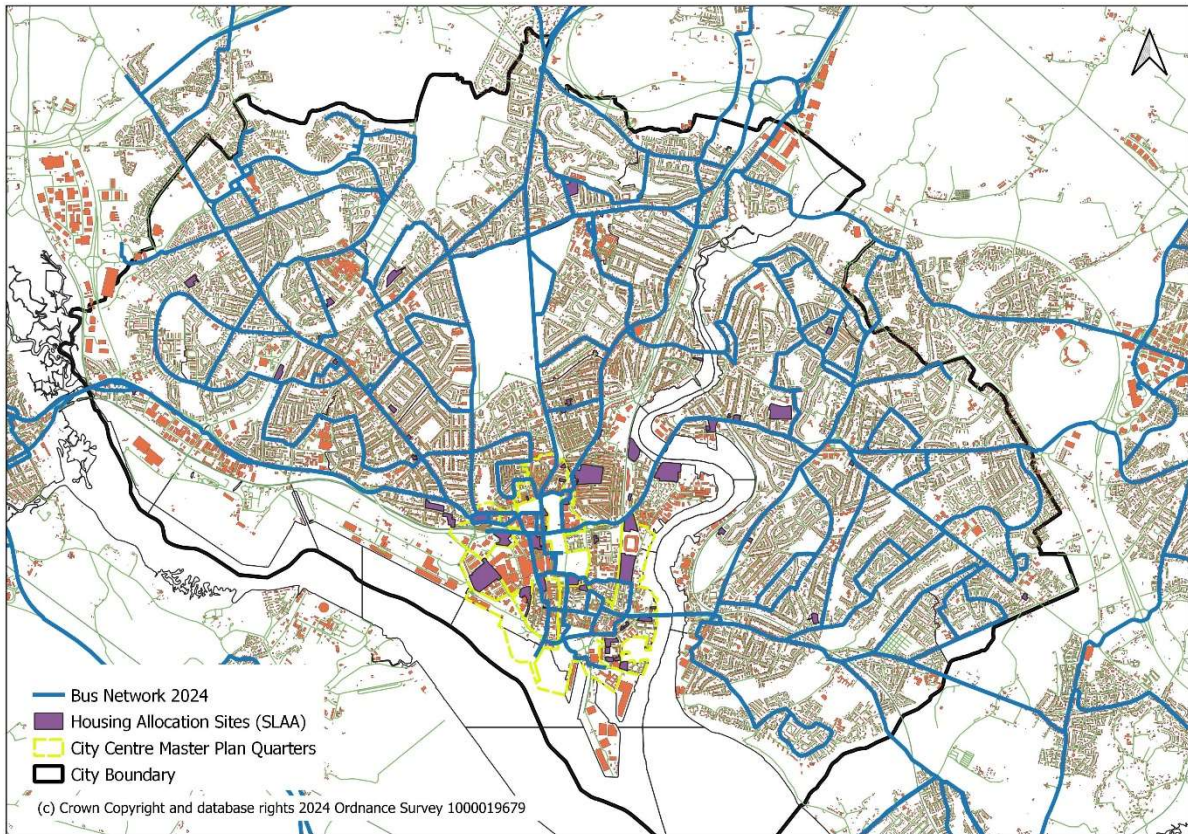 Bus Network 2024
Housing Allocation Sites (SLAA)
City Centre Master Plan Quarters
City Boundary
(c) Crown Copyright and database rights 2024 Ordnance Survey 1000019679